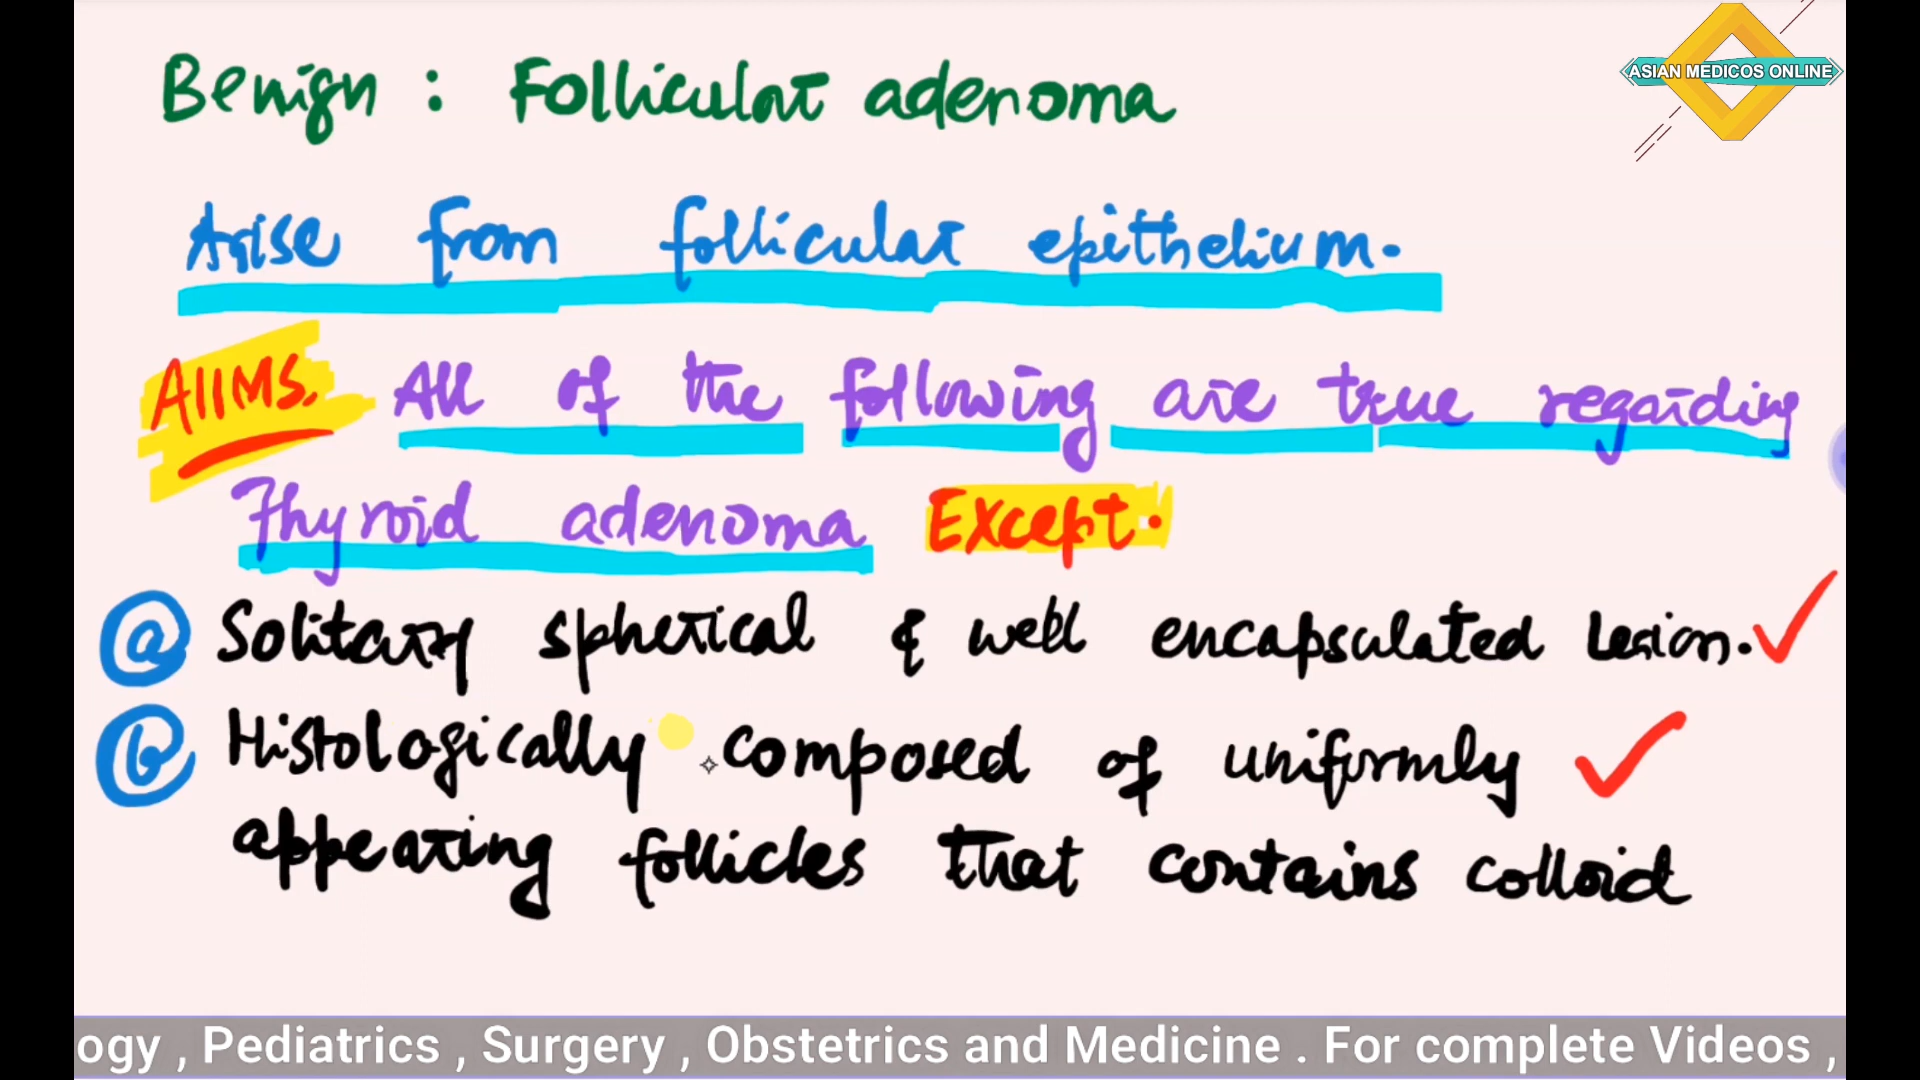 ASIAN MEDICOS ONLINE
Benign : Follicular adenoma
Arise from follicular epithelium.
AIIMS. All of the following are true regarding
Thyroid adenoma Except.
a Solitary spherical & well encapsulated lesion. ✓
b Histologically composed of uniformly ✓
appearing follicles that contains colloid
ogy , Pediatrics , Surgery , Obstetrics and Medicine . For complete Videos ,